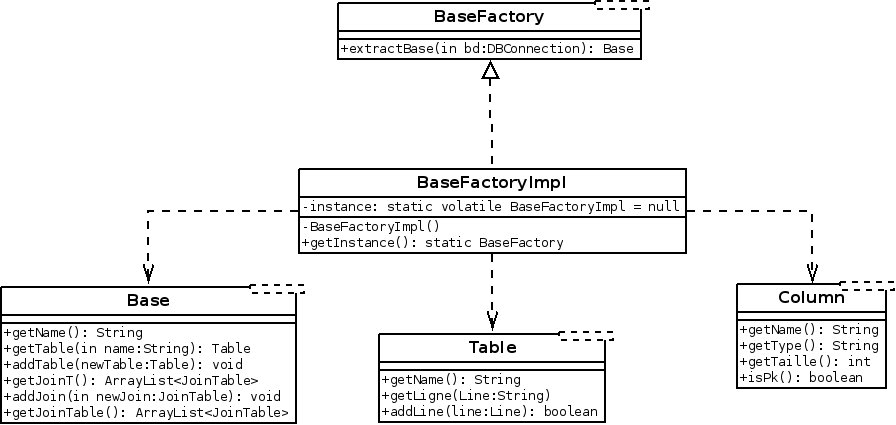 BaseFactory
+extractBase(in bd:DBConnection): Base
BaseFactoryImpl
-instance: static volatile BaseFactoryImpl = null
-BaseFactoryImpl()
+getInstance(): static BaseFactory
Base
+getName(): String
+getTable(in name:String): Table
+addTable(newTable:Table): void
+getJoinT(): ArrayList<JoinTable>
+addJoin(in newJoin:JoinTable): void
+getJoinTable(): ArrayList<JoinTable>
Table
+getName(): String
+getLigne(Line:String)
+addLine(line:Line): boolean
Column
+getName(): String
+getType(): String
+getTaille(): int
+isPk(): boolean